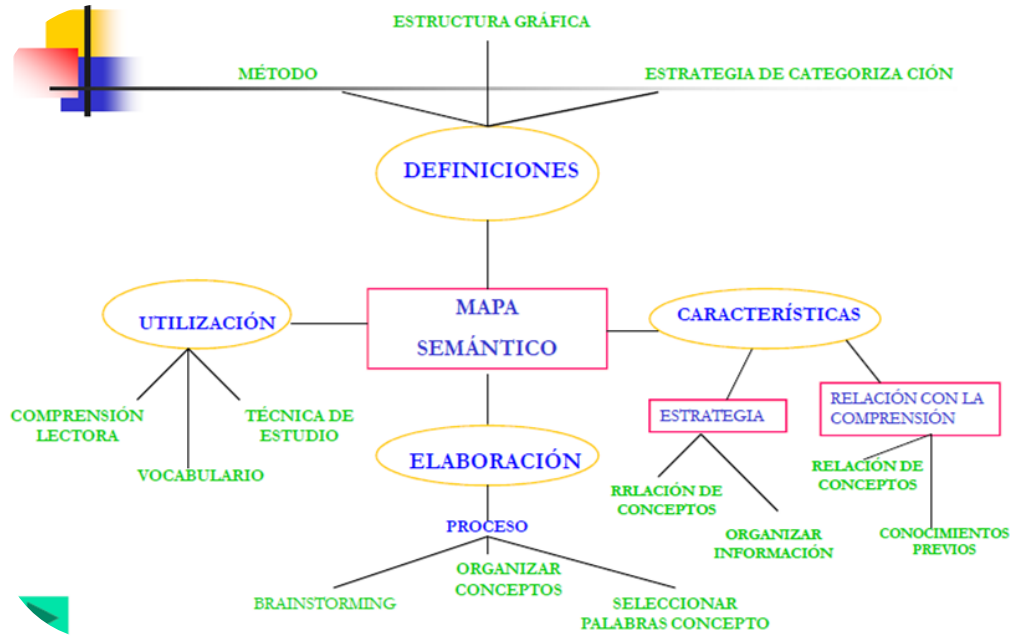 ESTRUCTURA GRÁFICA
MÉTODO
ESTRATEGIA DE CATEGORIZA CIÓN
DEFINICIONES
MAPA
SEMÁNTICO
UTILIZACIÓN
COMPRENSIÓN
LECTORA
VOCABULARIO
TÉCNICA DE
ESTUDIO
CARACTERÍSTICAS
ESTRATEGIA
RELACIÓN CON LA
COMPRENSIÓN
RRLACIÓN DE
CONCEPTOS
ORGANIZAR
INFORMACIÓN
RELACIÓN DE
CONCEPTOS
CONOCIMIENTOS
PREVIOS
ELABORACIÓN
PROCESO
BRAINSTORMING
ORGANIZAR
CONCEPTOS
SELECCIONAR
PALABRAS CONCEPTO